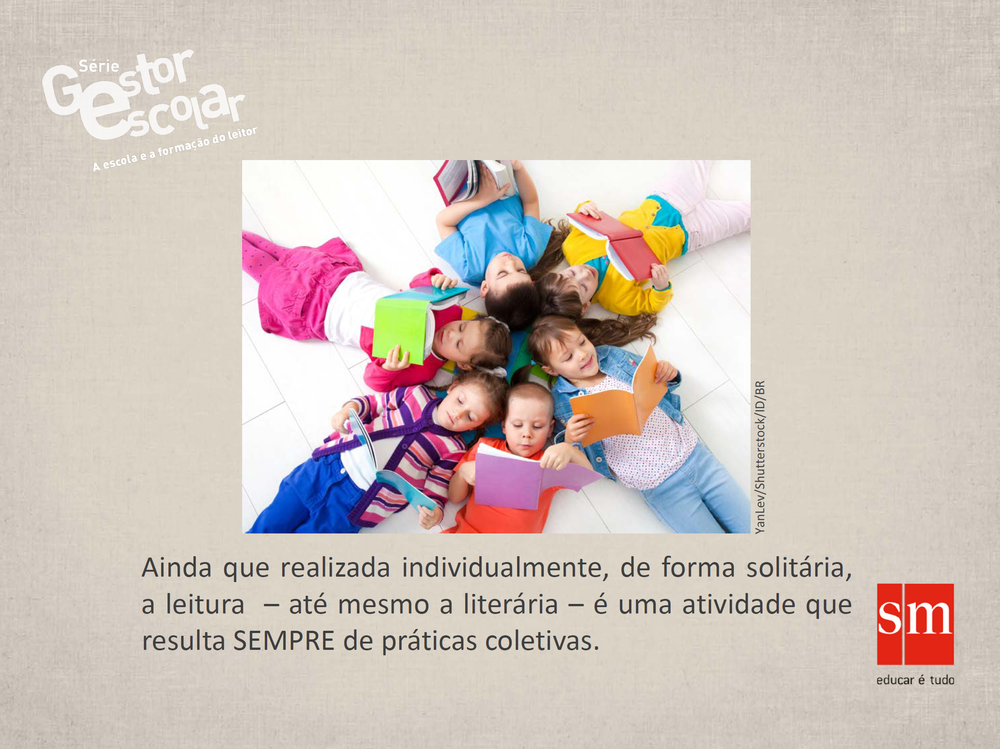 Série
Gestor
escolar
A escola e a formação do leitor
YanLev/Shutterstock/ID/BR
Ainda que realizada individualmente, de forma solitária,
a leitura – até mesmo a literária – é uma atividade que
resulta SEMPRE de práticas coletivas.
sm
educar é tudo